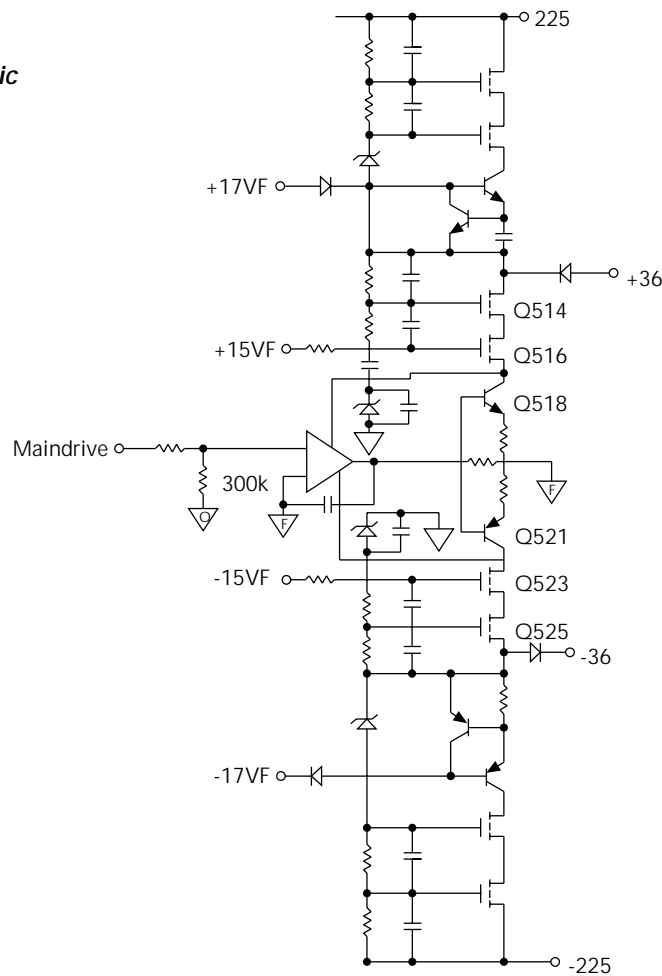 225
ic
+17VF
+36
Q514
+15VF
Q516
Q518
Maindrive
300k
F
O
F
Q521
-15VF
Q523
Q525
-36
-17VF
-225